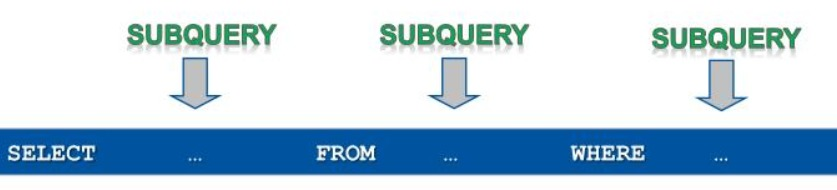 SUBQUERY SUBQUERY SUBQUERY
SELECT ... FROM ... WHERE ...